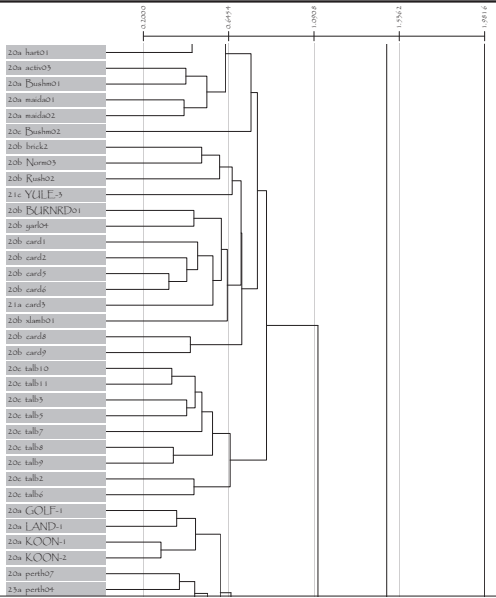 0.2000 0.6454 1.0908 1.5362 1.9816
20a hart01
20a activ03
20a Bushm01
20a maida01
20a maida02
20c Bushm02
20b brick2
20b Norm03
20b Rush02
21c YULE-3
20b BURNRD01
20b garl04
20b card1
20b card2
20b card5
20b card6
21a card3
20b slamb01
20b card8
20b card9
20c talb10
20c talb11
20c talb3
20c talb5
20c talb7
20c talb8
20c talb9
20c talb2
20c talb6
20a GOLF-1
20a LAND-1
20a KOON-1
20a KOON-2
20a perth07
23a perth04